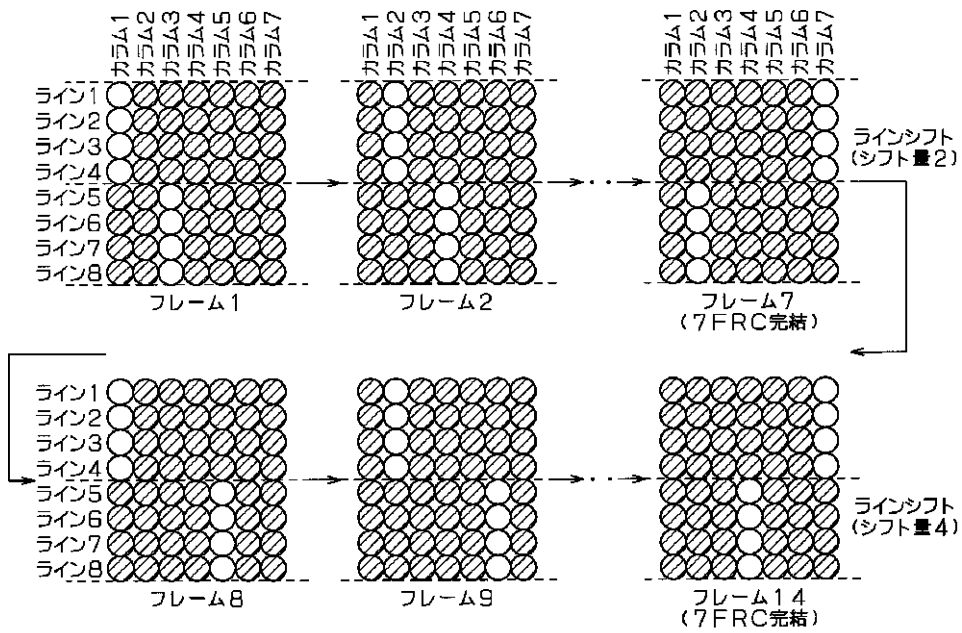 カラム1
カラム2
カラム3
カラム4
カラム5
カラム6
カラム7
カラム1
カラム2
カラム3
カラム4
カラム5
カラム6
カラム7
カラム1
カラム2
カラム3
カラム4
カラム5
カラム6
カラム7
ライン1
ライン2
ライン3
ライン4
ライン5
ライン6
ライン7
ライン8
ラインシフト
(シフト量2)
フレーム1
フレーム2
フレーム7
(7FRC完結)
ライン1
ライン2
ライン3
ライン4
ライン5
ライン6
ライン7
ライン8
ラインシフト
(シフト量4)
フレーム8
フレーム9
フレーム14
(7FRC完結)